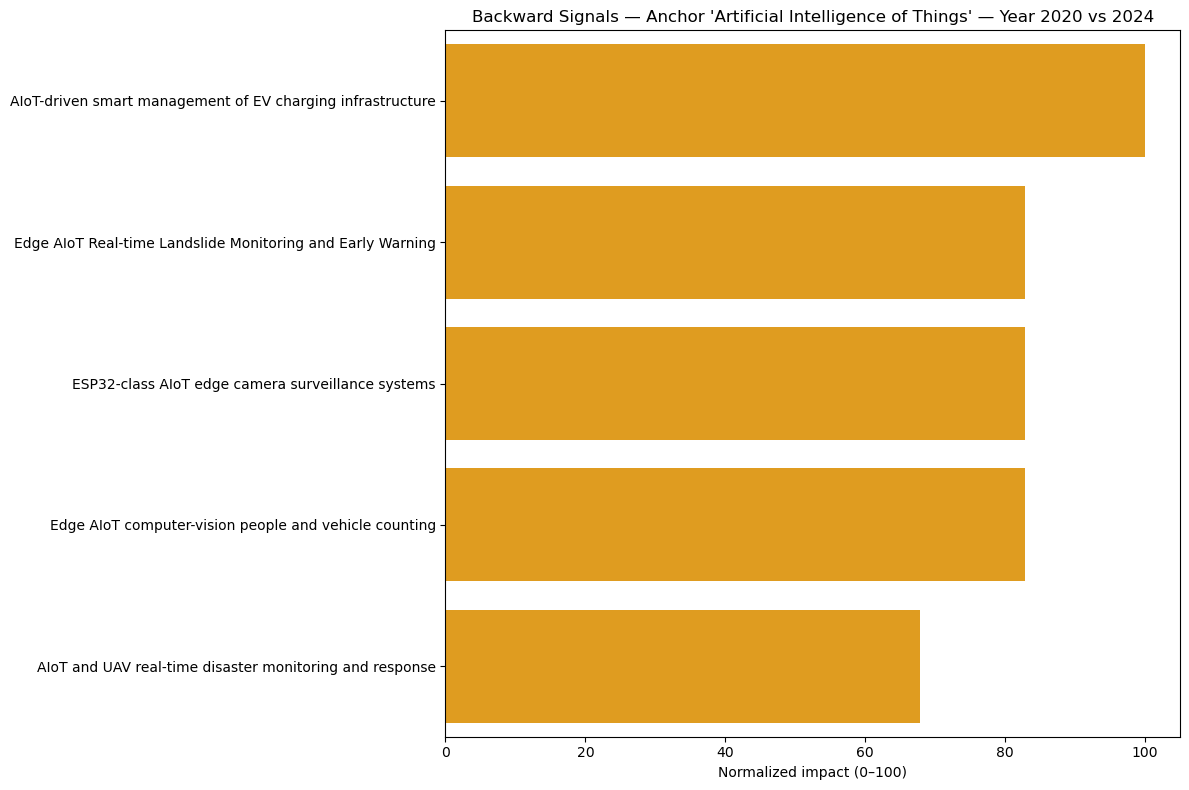 Backward Signals — Anchor 'Artificial Intelligence of Things' — Year 2020 vs 2024
AIoT-driven smart management of EV charging infrastructure
Edge AIoT Real-time Landslide Monitoring and Early Warning
ESP32-class AIoT edge camera surveillance systems
Edge AIoT computer-vision people and vehicle counting
AIoT and UAV real-time disaster monitoring and response
0 20 40 60 80 100
Normalized impact (0–100)